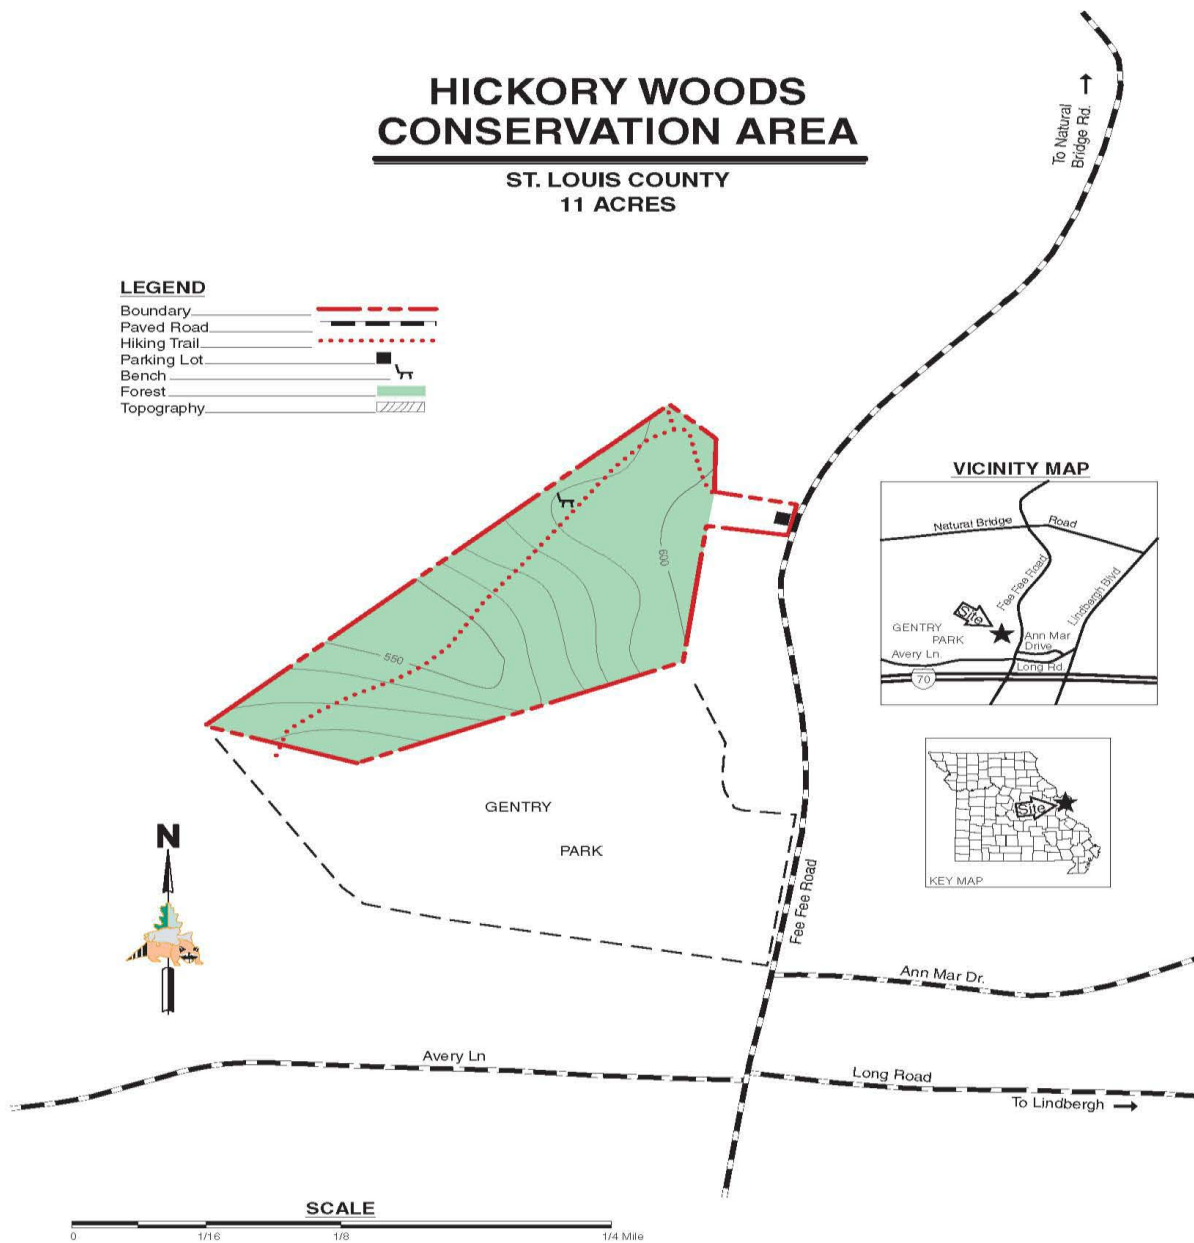 HICKORY WOODS
CONSERVATION AREA
ST. LOUIS COUNTY
11 ACRES
To Natural
Bridge Rd.
LEGEND
Boundary
Paved Road
Hiking Trail
Parking Lot
Bench
Forest
Topography
600
550
VICINITY MAP
Natural Bridge Road
Fee Fee Road
Lindbergh Blvd
Site
GENTRY
PARK
Ann Mar
Drive
Avery Ln.
Long Rd.
70
Site
KEY MAP
GENTRY
PARK
N
Fee Fee Road
Ann Mar Dr.
Avery Ln
Long Road
To Lindbergh
SCALE
0 1/16 1/8 1/4 Mile